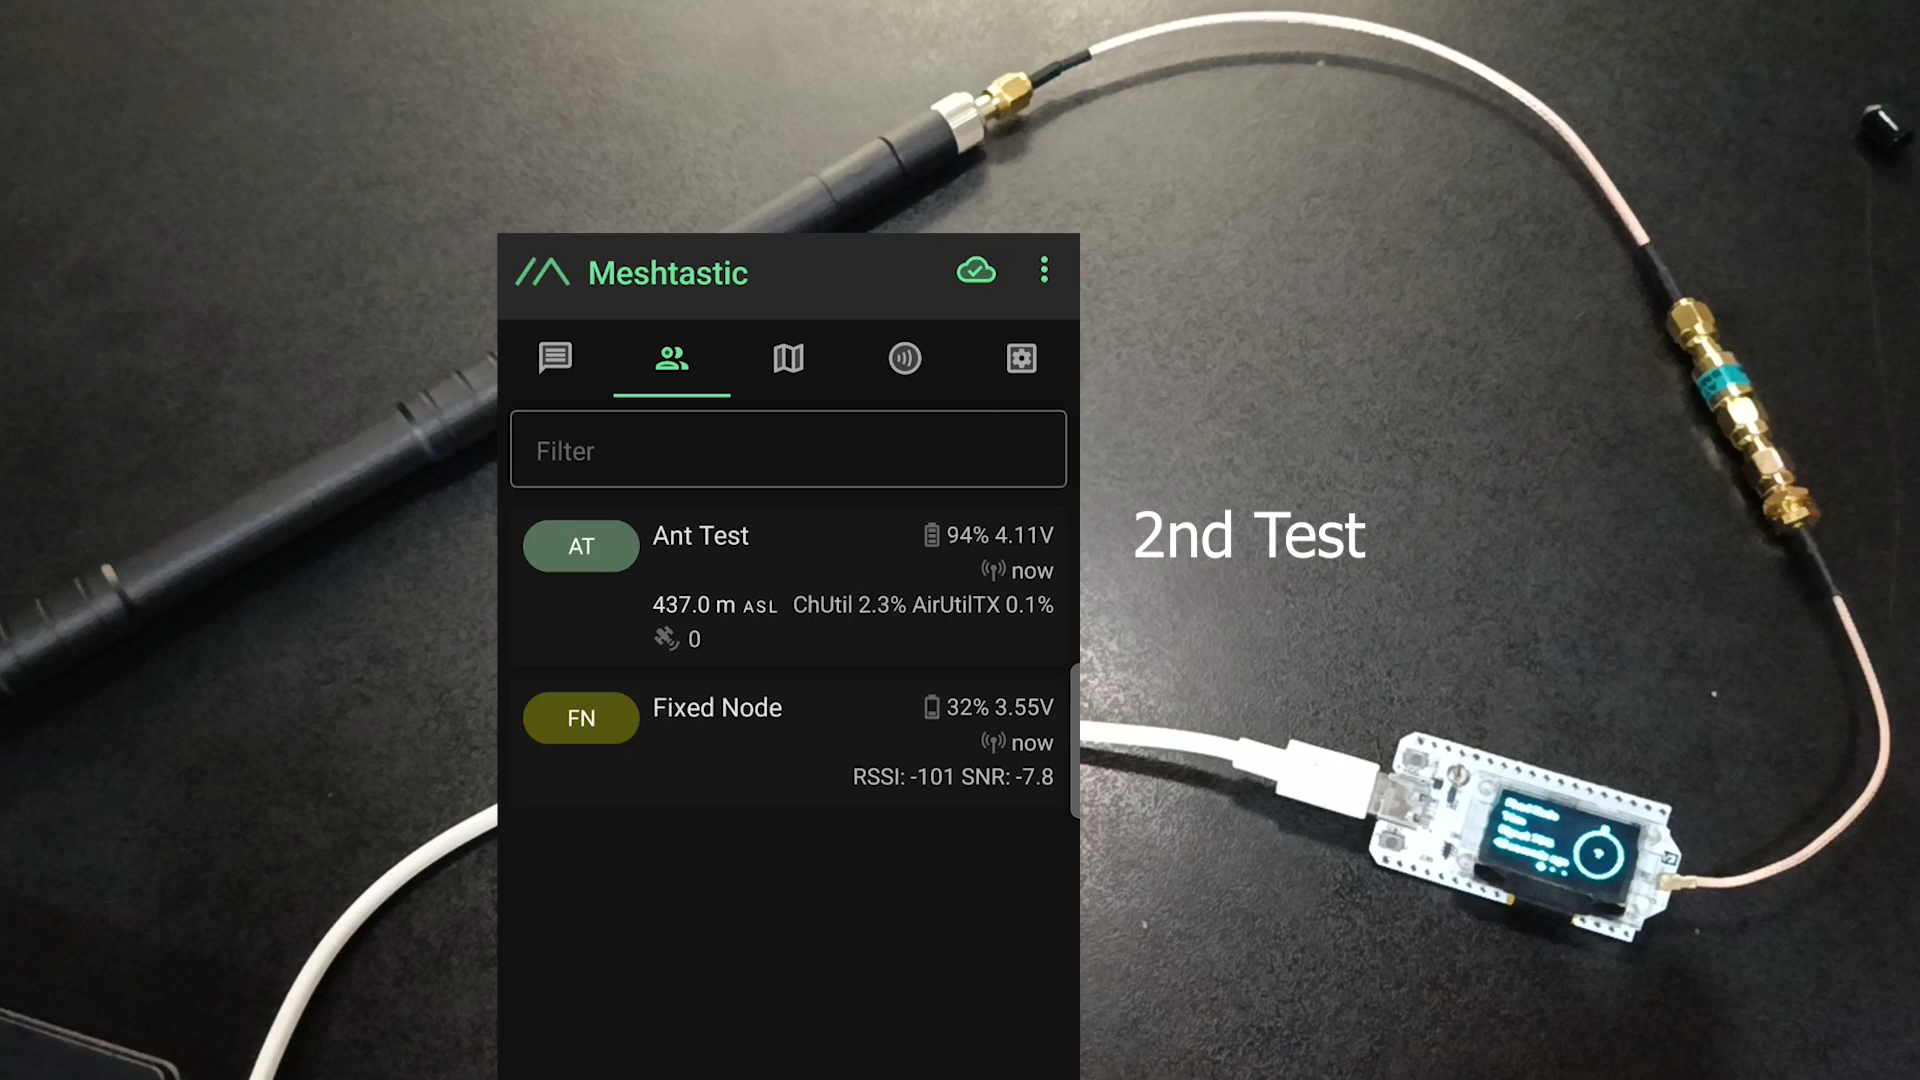 Meshtastic
Filter
AT
Ant Test
94% 4.11V
now
437.0 m ASL ChUtil 2.3% AirUtilTX 0.1%
0
FN
Fixed Node
32% 3.55V
now
RSSI: -101 SNR: -7.8
2nd Test